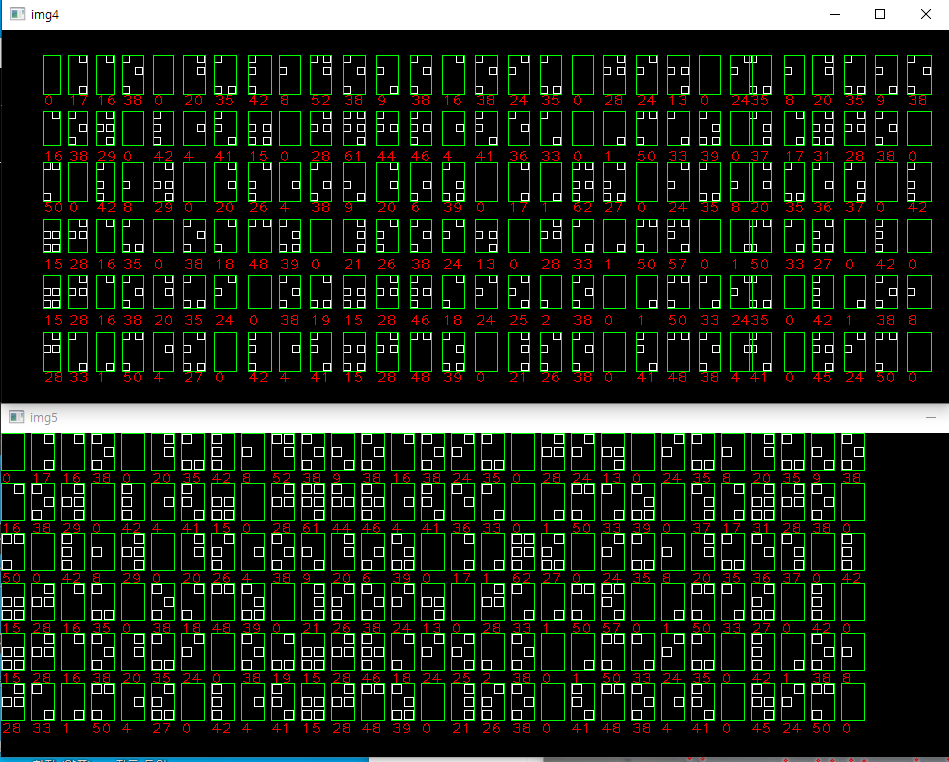 img4
0 17 16 38 0 20 35 42 8 52 38 9 38 16 38 24 35 0 28 24 13 0 24 35 8 20 35 9 38
16 38 29 0 42 4 41 15 0 28 61 44 46 4 41 36 33 0 1 50 33 39 0 37 17 31 28 38 0
50 0 42 8 29 0 20 26 4 38 9 20 6 39 0 17 1 62 27 0 24 35 8 20 35 36 37 0 42
15 28 16 35 0 38 18 48 39 0 21 26 38 24 13 0 28 33 1 50 57 0 1 50 33 27 0 42 0
15 28 16 38 20 35 24 0 38 19 15 28 46 18 24 25 2 38 0 1 50 33 24 35 0 42 1 38 8
28 33 1 50 4 27 0 42 4 41 15 28 48 39 0 21 26 38 0 41 48 38 4 41 0 45 24 50 0
img5
0 17 16 38 0 20 35 42 8 52 38 9 38 16 38 24 35 0 28 24 13 0 24 8 20 35 9 38
16 38 29 0 42 4 41 15 0 28 61 44 46 4 41 36 33 0 1 50 33 39 0 37 17 31 28 38 0
50 0 42 8 29 0 20 26 4 38 9 20 6 39 0 17 1 62 27 0 24 35 8 20 35 36 37 0 42
15 28 16 35 0 38 18 48 39 0 21 26 38 24 13 0 28 33 1 50 57 0 1 50 33 27 0 42 0
15 28 16 38 20 35 24 0 38 19 15 28 46 18 24 25 2 38 0 1 50 33 24 35 0 42 1 38 8
28 33 1 50 4 27 0 42 4 41 15 28 48 39 0 21 26 38 0 41 48 38 4 41 0 45 24 50 0